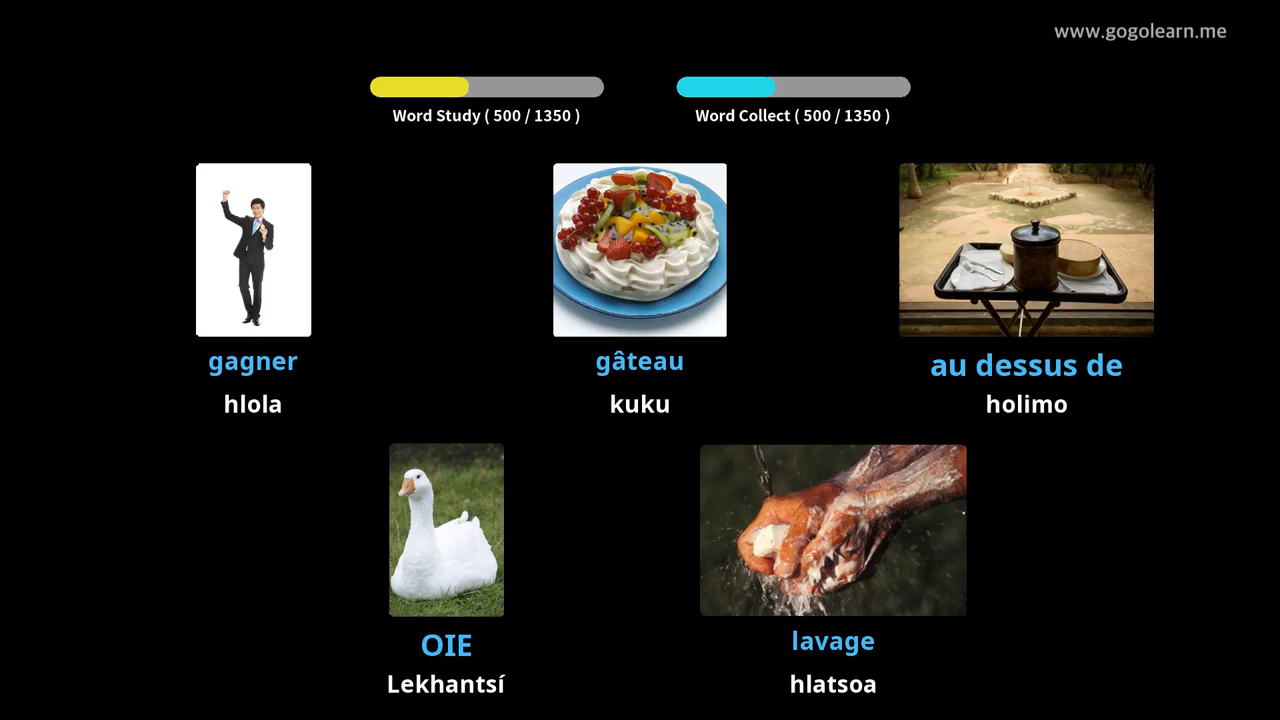 www.gogolearn.me
Word Study ( 500 / 1350 )
Word Collect ( 500 / 1350 )
gagner
hlola
gâteau
kuku
au dessus de
holimo
OIE
Lekhantsí
lavage
hlatsoa